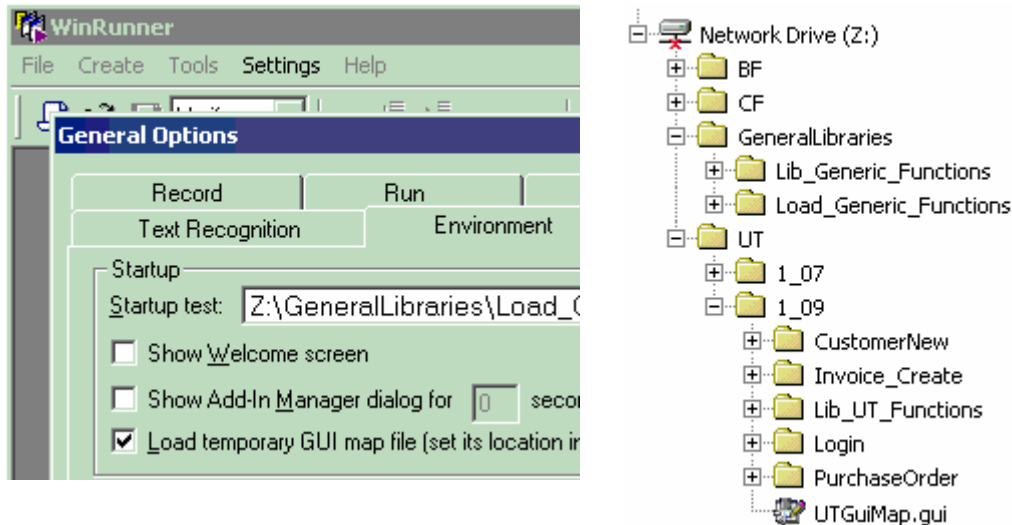 WinRunner
File Create Tools Settings Help
General Options
Record Run
Text Recognition Environment
Startup
Startup test: Z:\GeneralLibraries\Load_
Show Welcome screen
Show Add-In Manager dialog for 0
Load temporary GUI map file (set its location in
Network Drive (Z:)
BF
CF
GeneralLibraries
Lib_Generic_Functions
Load_Generic_Functions
UT
1_07
1_09
CustomerNew
Invoice_Create
Lib_UT_Functions
Login
PurchaseOrder
UTGuiMap.gui